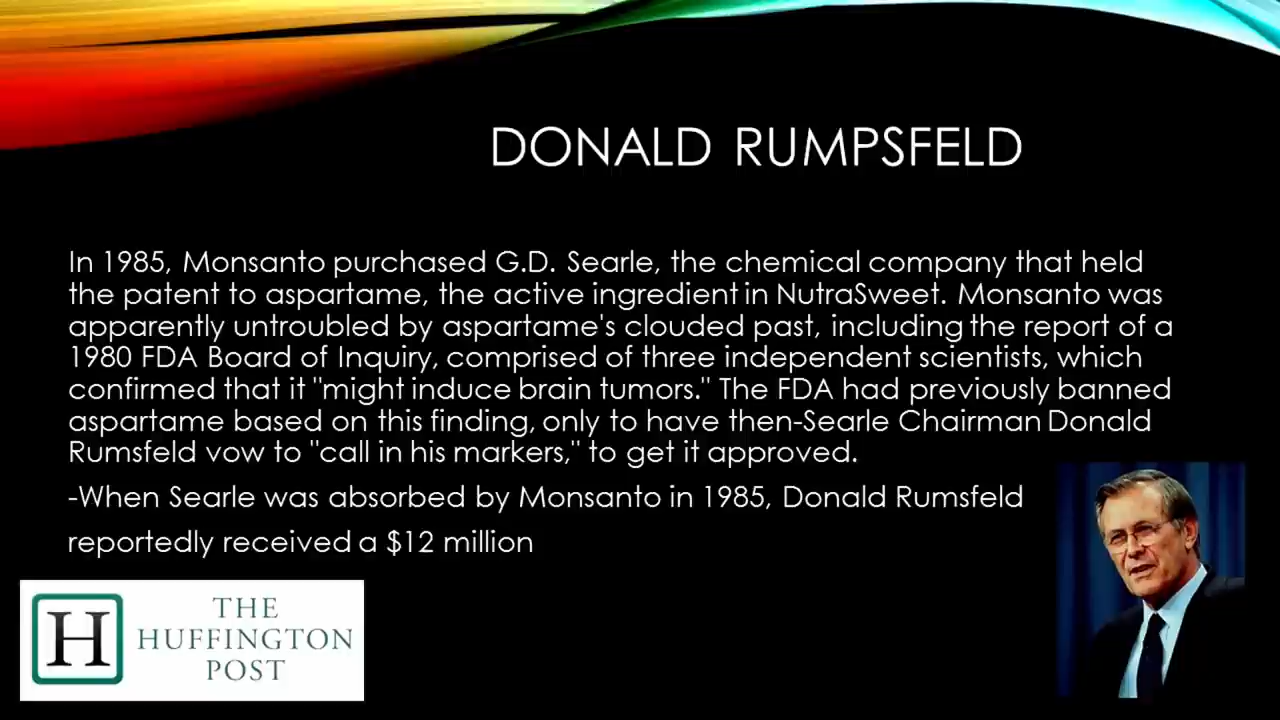 DONALD RUMPSFELD
In 1985, Monsanto purchased G.D. Searle, the chemical company that held
the patent to aspartame, the active ingredient in NutraSweet. Monsanto was
apparently untroubled by aspartame's clouded past, including the report of a
1980 FDA Board of Inquiry, comprised of three independent scientists, which
confirmed that it "might induce brain tumors." The FDA had previously banned
aspartame based on this finding, only to have then-Searle Chairman Donald
Rumsfeld vow to "call in his markers," to get it approved.
-When Searle was absorbed by Monsanto in 1985, Donald Rumsfeld
reportedly received a $12 million
H
THE
HUFFINGTON
POST